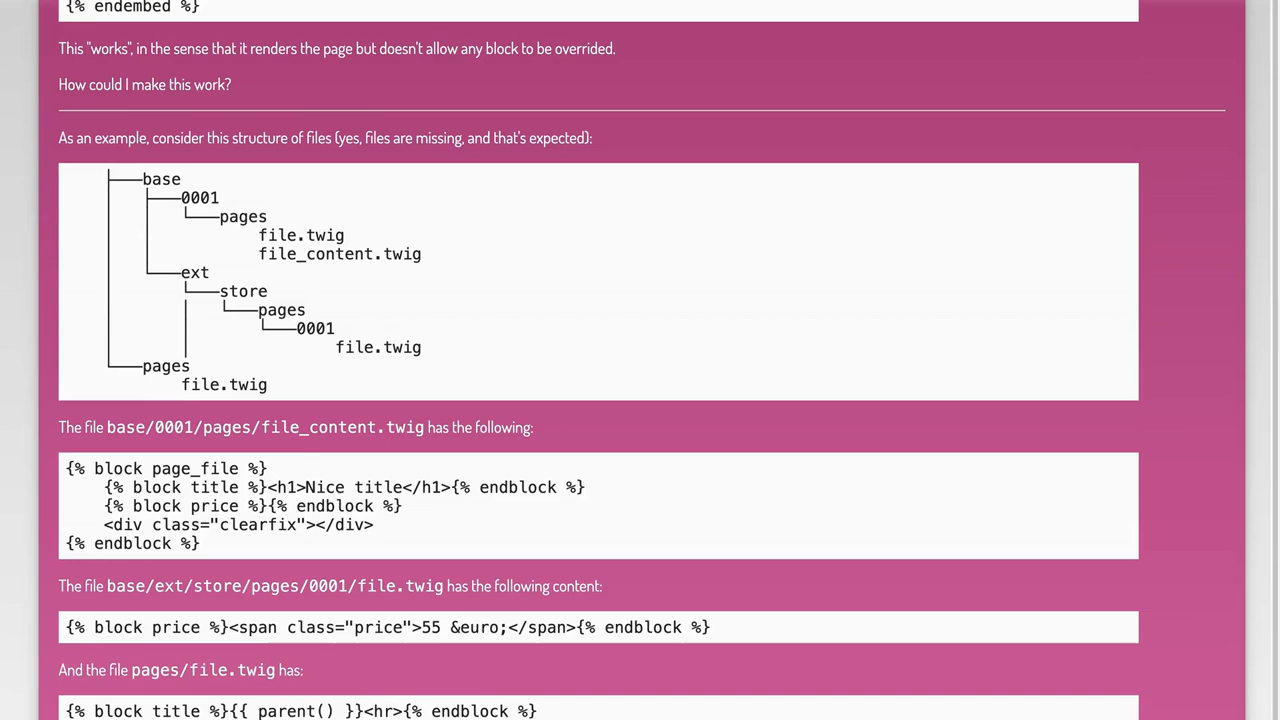 {% endembed %}
This "works", in the sense that it renders the page but doesn't allow any block to be overrided.
How could I make this work?
As an example, consider this structure of files (yes, files are missing, and that's expected):
├───base
├───0001
└───pages
file.twig
file_content.twig
└───ext
└───store
└───pages
└───0001
file.twig
└───pages
file.twig
The file base/0001/pages/file_content.twig has the following:
{% block page_file %}
{% block title %}<h1>Nice title</h1>{% endblock %}
{% block price %}{% endblock %}
<div class="clearfix"></div>
{% endblock %}
The file base/ext/store/pages/0001/file.twig has the following content:
{% block price %}<span class="price">55 &euro;</span>{% endblock %}
And the file pages/file.twig has:
{% block title %}{{ parent() }}<hr>{% endblock %}